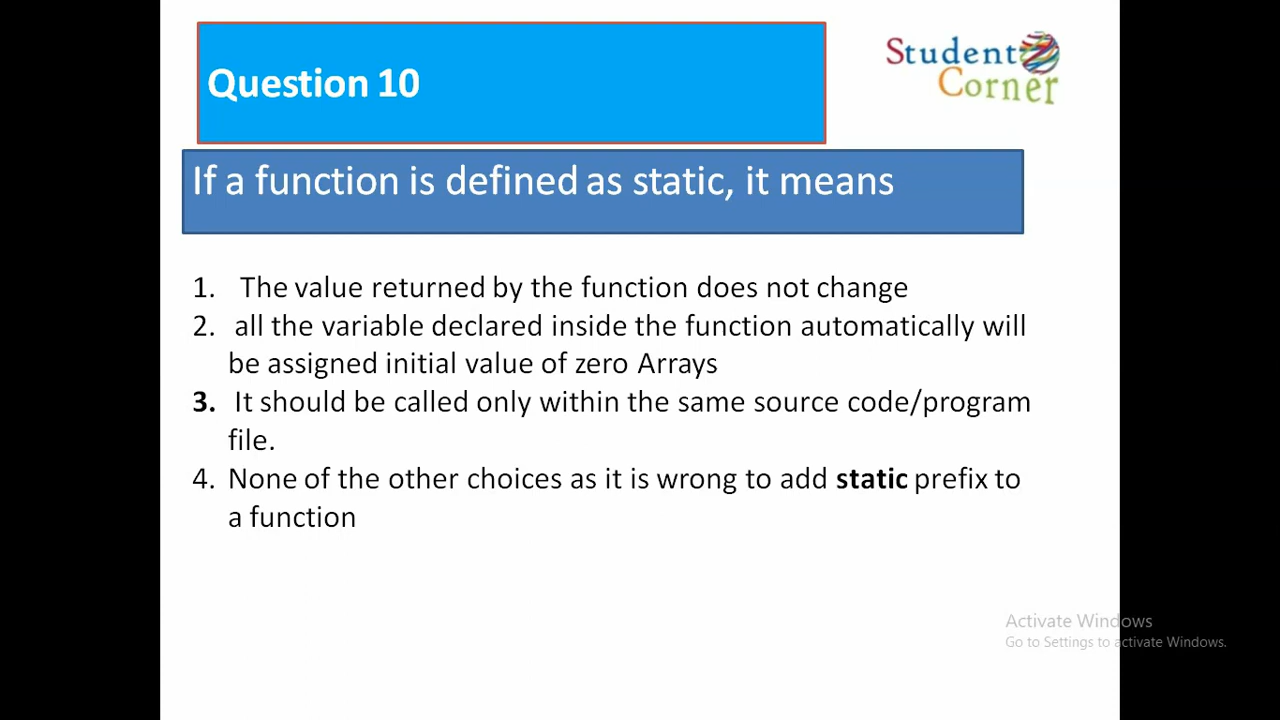 Question 10
Student
Corner
If a function is defined as static, it means
1. The value returned by the function does not change
2. all the variable declared inside the function automatically will
be assigned initial value of zero Arrays
3. It should be called only within the same source code/program
file.
4. None of the other choices as it is wrong to add static prefix to
a function
Activate Windows
Go to Settings to activate Windows.